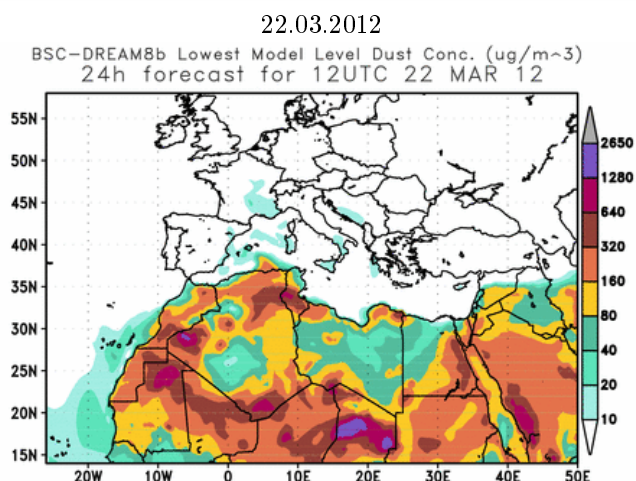 22.03.2012
BSC-DREAM8b Lowest Model Level Dust Conc. (ug/m^3)
24h forecast for 12UTC 22 MAR 12
55N
50N
45N
40N
35N
30N
25N
20N
15N
20W 10W 0 10E 20E 30E 40E 50E
2650
1280
640
320
160
80
40
20
10